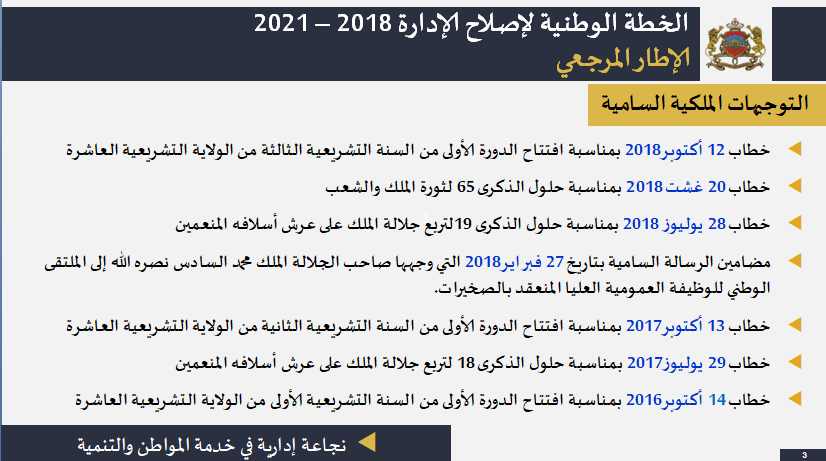 الخطة الوطنية لإصلاح الإدارة 2018 – 2021
الإطار المرجعي
التوجيهات الملكية السامية
خطاب 12 أكتوبر2018 بمناسبة افتتاح الدورة الأولى من السنة التشريعية الثالثة من الولاية التشريعية العاشرة
خطاب 20 غشت 2018 بمناسبة حلول الذكرى 65 لثورة الملك والشعب
خطاب 28 يوليوز 2018 بمناسبة حلول الذكرى 19لتربع جلالة الملك على عرش أسلافه المنعمين
مضامين الرسالة السامية بتاريخ 27 فبراير2018 التي وجهها صاحب الجلالة الملك محمد السادس نصره الله إلى الملتقى
الوطني للوظيفة العمومية العليا المنعقد بالصخيرات.
خطاب 13 أكتوبر2017 بمناسبة افتتاح الدورة الأولى من السنة التشريعية الثانية من الولاية التشريعية العاشرة
خطاب 29 يوليوز2017 بمناسبة حلول الذكرى 18 لتربع جلالة الملك على عرش أسلافه المنعمين
خطاب 14 أكتوبر2016 بمناسبة افتتاح الدورة الأولى من السنة التشريعية الأولى من الولاية التشريعية العاشرة
نجاعة إدارية في خدمة المواطن والتنمية
3